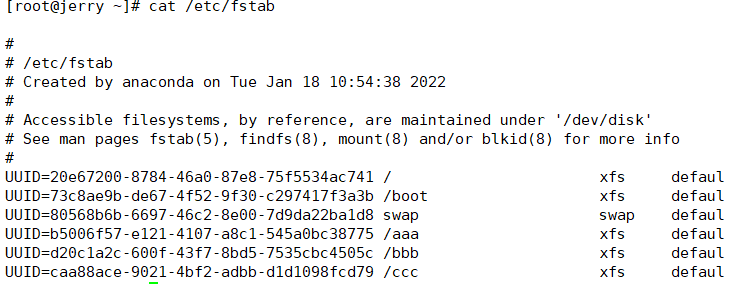 [root@jerry ~]# cat /etc/fstab
#
# /etc/fstab
# Created by anaconda on Tue Jan 18 10:54:38 2022
#
# Accessible filesystems, by reference, are maintained under '/dev/disk'
# See man pages fstab(5), findfs(8), mount(8) and/or blkid(8) for more info
#
UUID=20e67200-8784-46a0-87e8-75f5534ac741 / xfs defaul
UUID=73c8ae9b-de67-4f52-9f30-c297417f3a3b /boot xfs defaul
UUID=80568b6b-6697-46c2-8e00-7d9da22ba1d8 swap swap defaul
UUID=b5006f57-e121-4107-a8c1-545a0bc38775 /aaa xfs defaul
UUID=d20c1a2c-600f-43f7-8bd5-7535cbc4505c /bbb xfs defaul
UUID=caa88ace-9021-4bf2-adbb-d1d1098fcd79 /ccc xfs defaul